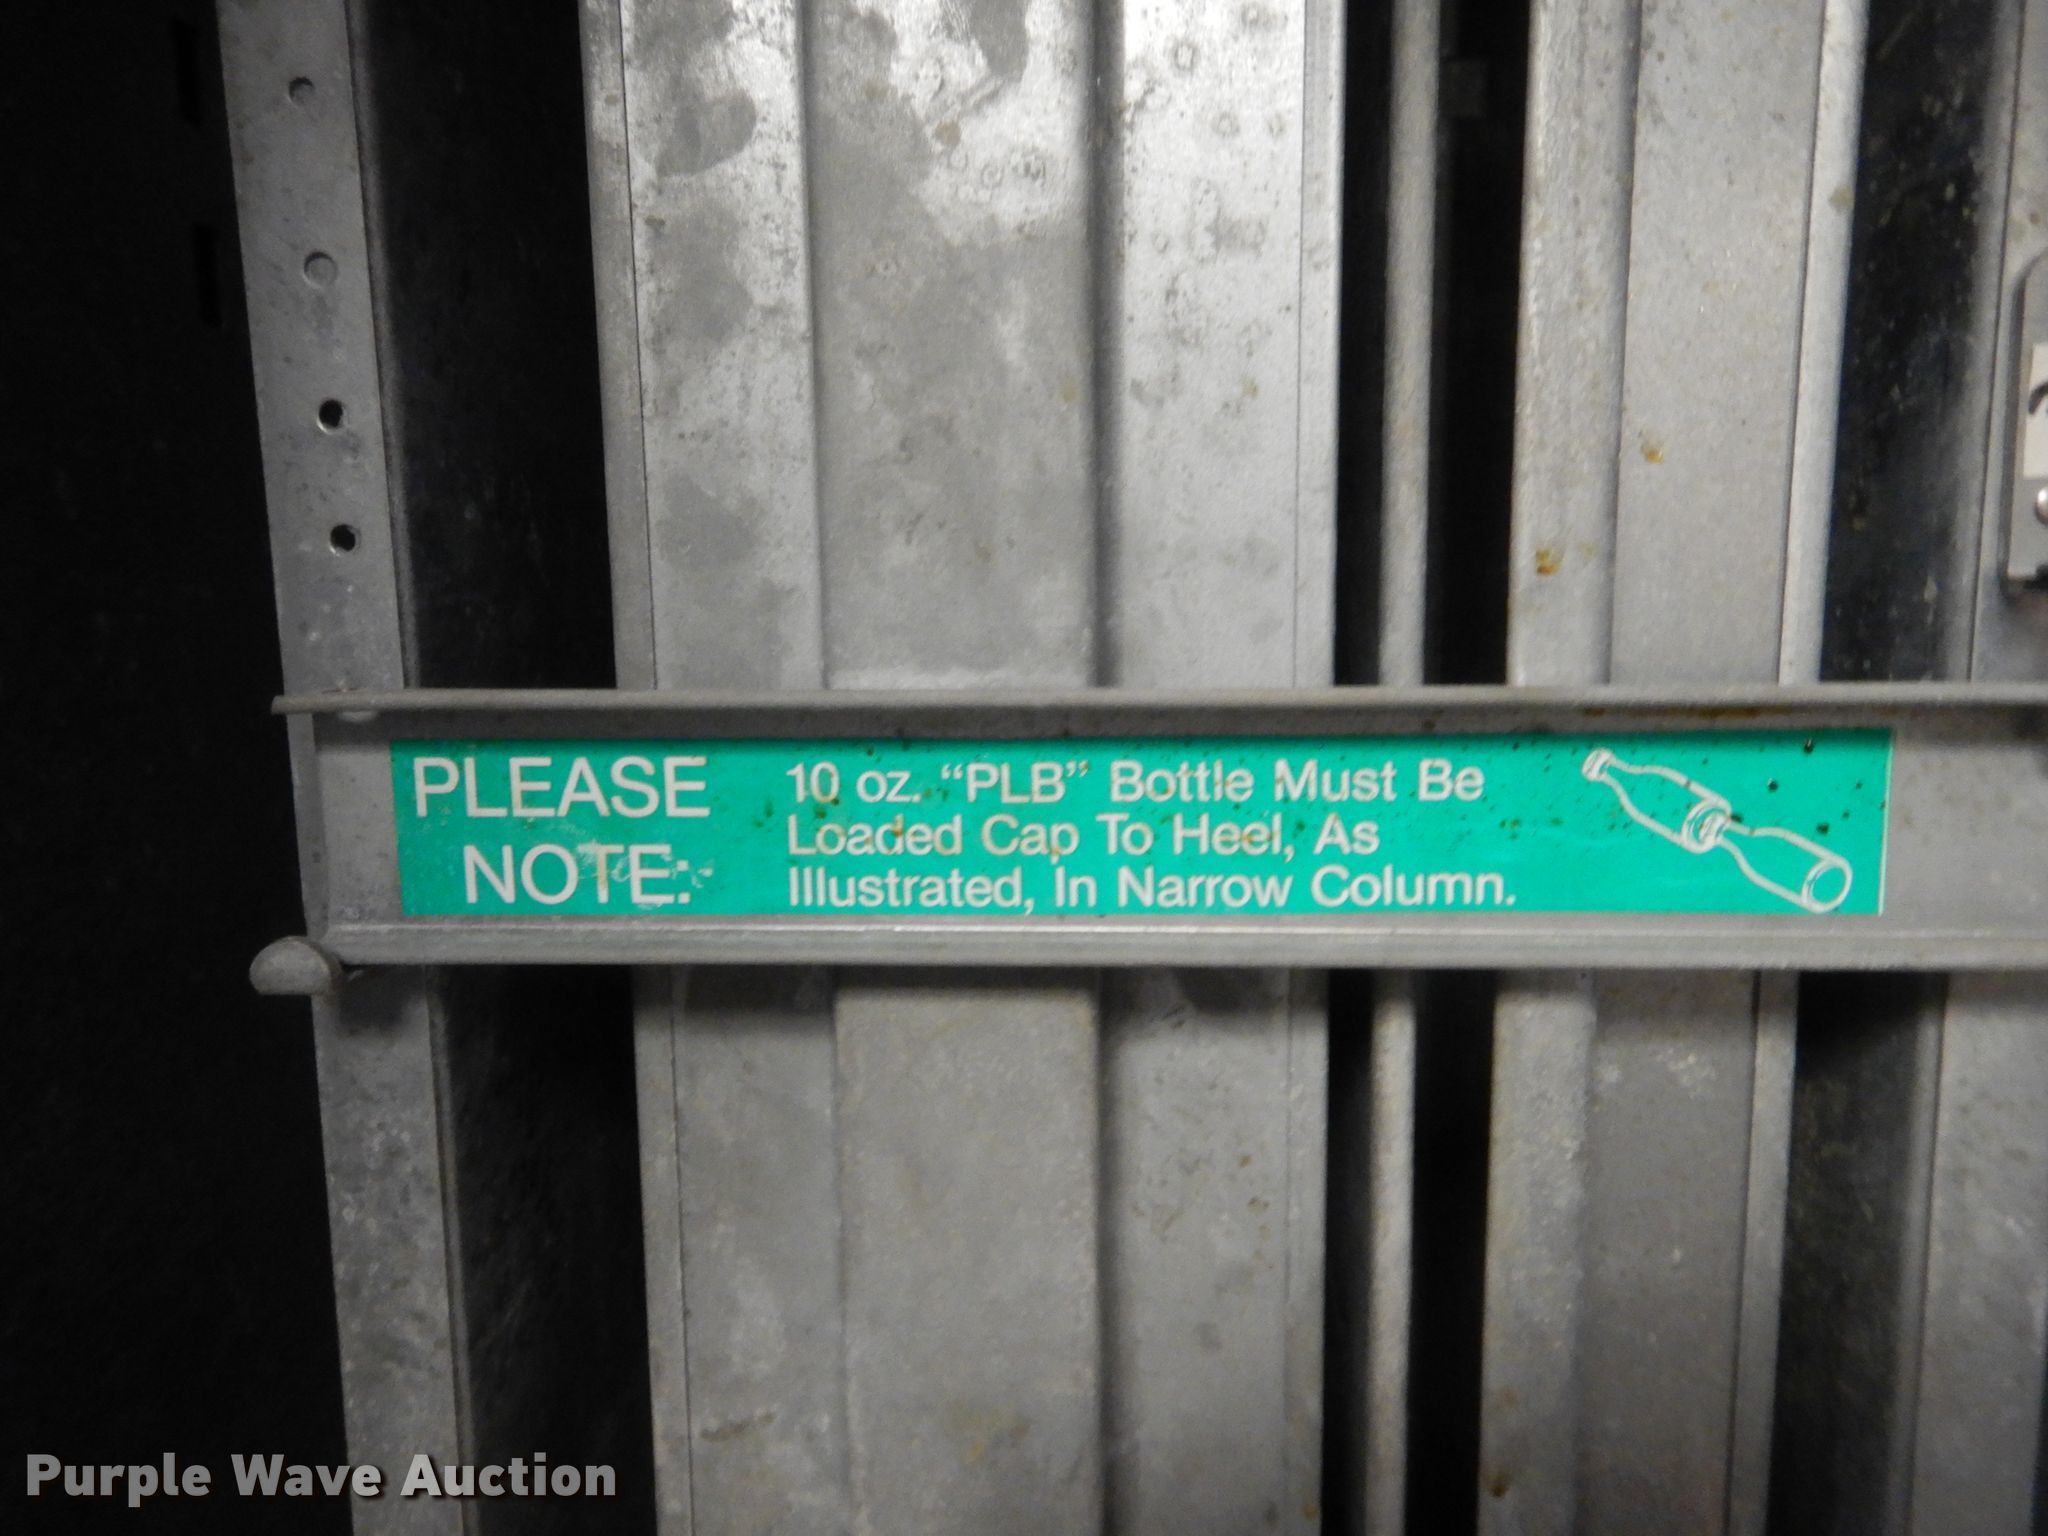 PLEASE
NOTE:
10 oz. “PLB” Bottle Must Be
Loaded Cap To Heel, As
Illustrated, In Narrow Column.
Purple Wave Auction